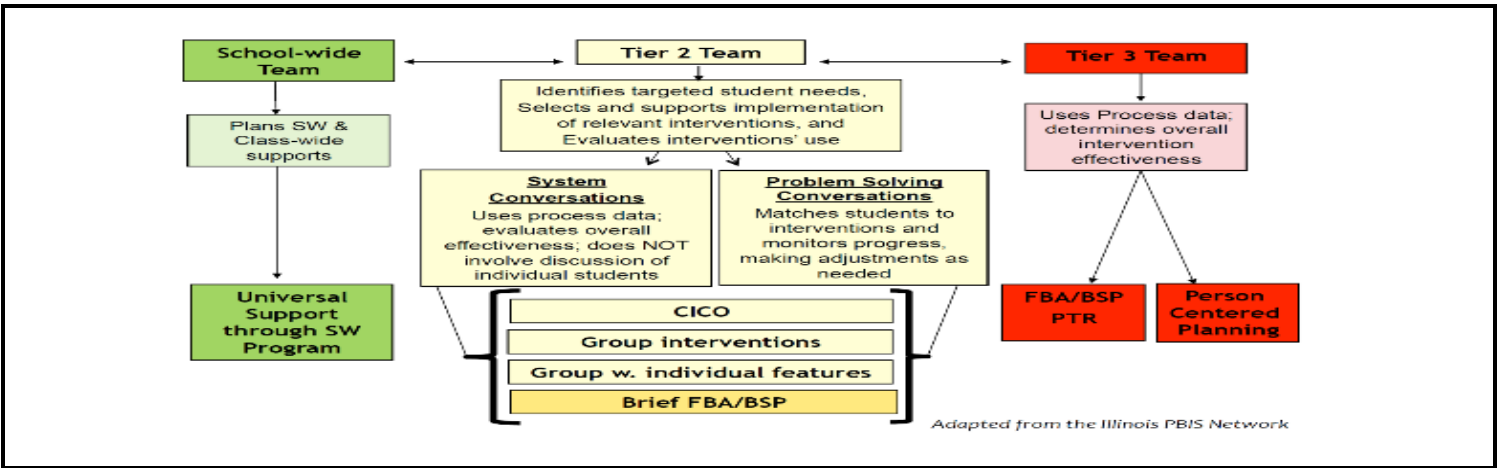 School-wide
Team
Tier 2 Team
Tier 3 Team
Plans SW &
Class-wide
supports
Identifies targeted student needs,
Selects and supports implementation
of relevant interventions, and
Evaluates interventions' use
Uses Process data;
determines overall
intervention
effectiveness
System
Conversations
Uses process data;
evaluates overall
effectiveness; does NOT
involve discussion of
individual students
Problem Solving
Conversations
Matches students to
interventions and
monitors progress,
making adjustments as
needed
Universal
Support
through SW
Program
CICO
Group interventions
Group w. individual features
Brief FBA/BSP
FBA/BSP
PTR
Person
Centered
Planning
Adapted from the Illinois PBIS Network